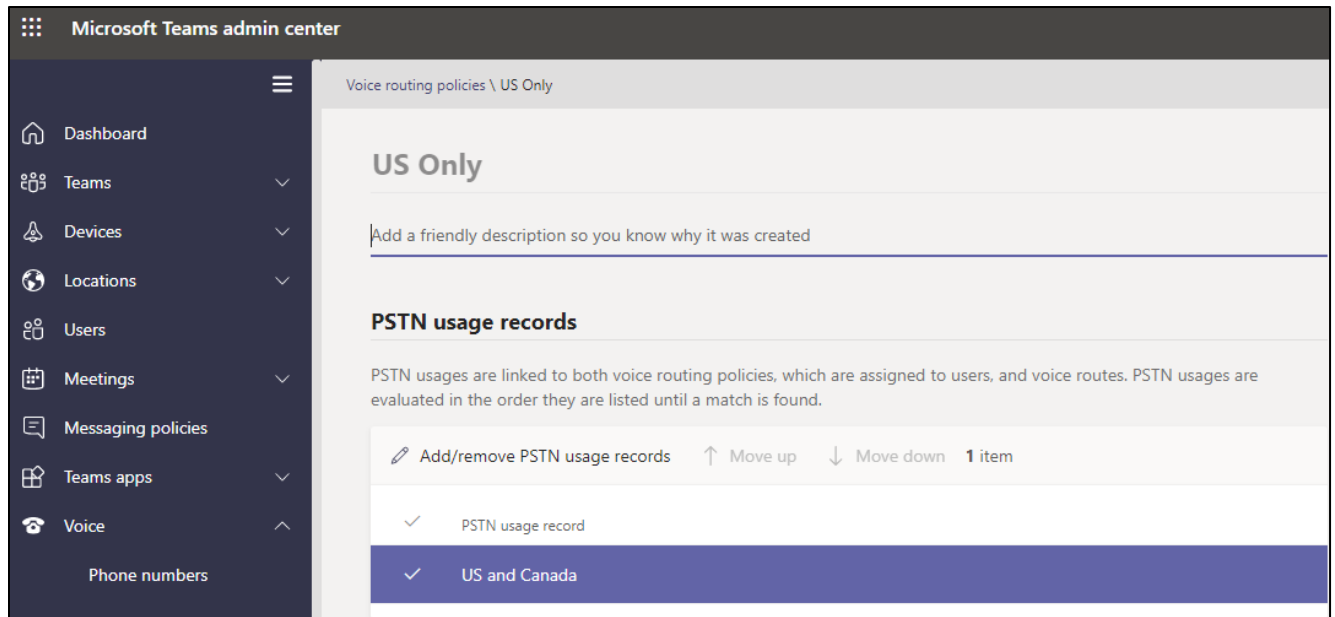 Microsoft Teams admin center
Voice routing policies \ US Only
Dashboard
Teams
Devices
Locations
Users
Meetings
Messaging policies
Teams apps
Voice
Phone numbers
US Only
Add a friendly description so you know why it was created
PSTN usage records
PSTN usages are linked to both voice routing policies, which are assigned to users, and voice routes. PSTN usages are
evaluated in the order they are listed until a match is found.
Add/remove PSTN usage records Move up Move down 1 item
PSTN usage record
US and Canada